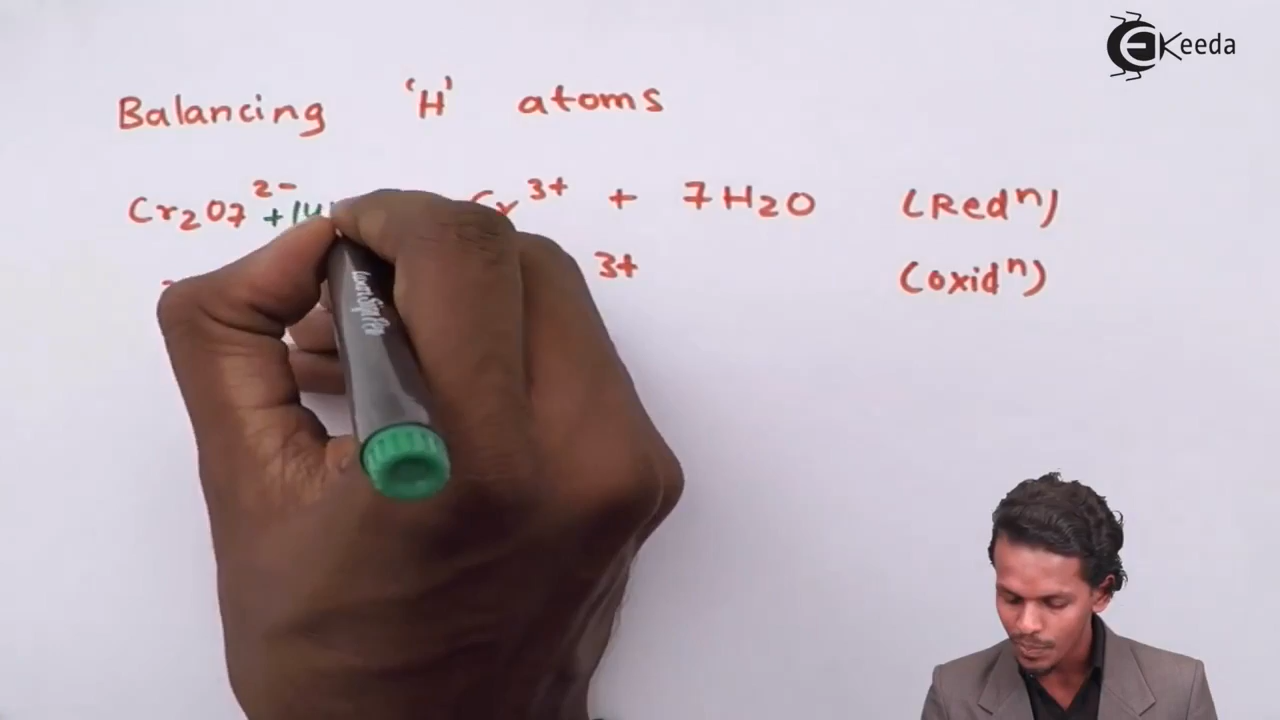 EKeeda
Balancing 'H' atoms
Cr2O7 2- +14 Cr 3+ + 7H2O (Redⁿ)
3+ (oxidⁿ)